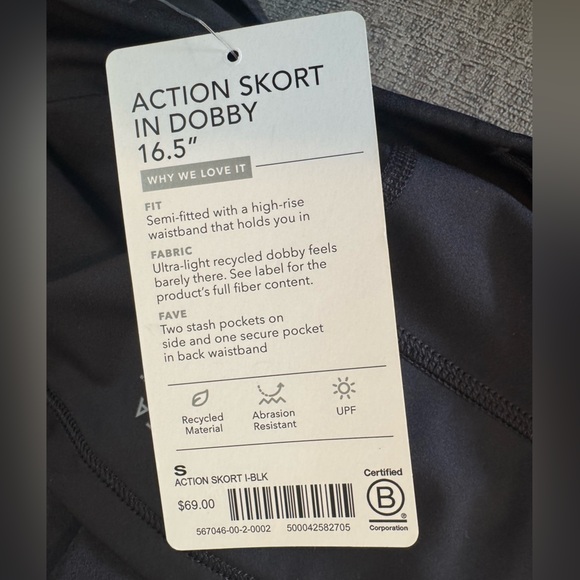 ACTION SKORT
IN DOBBY
16.5"
WHY WE LOVE IT
FIT
Semi-fitted with a high-rise
waistband that holds you in
FABRIC
Ultra-light recycled dobby feels
barely there. See label for the
product's full fiber content.
FAVE
Two stash pockets on
side and one secure pocket
in back waistband
Recycled
Material
Abrasion
Resistant
UPF
S
ACTION SKORT I-BLK
$69.00
567046-00-2-0002
500042582705
Certified
B
®
Corporation